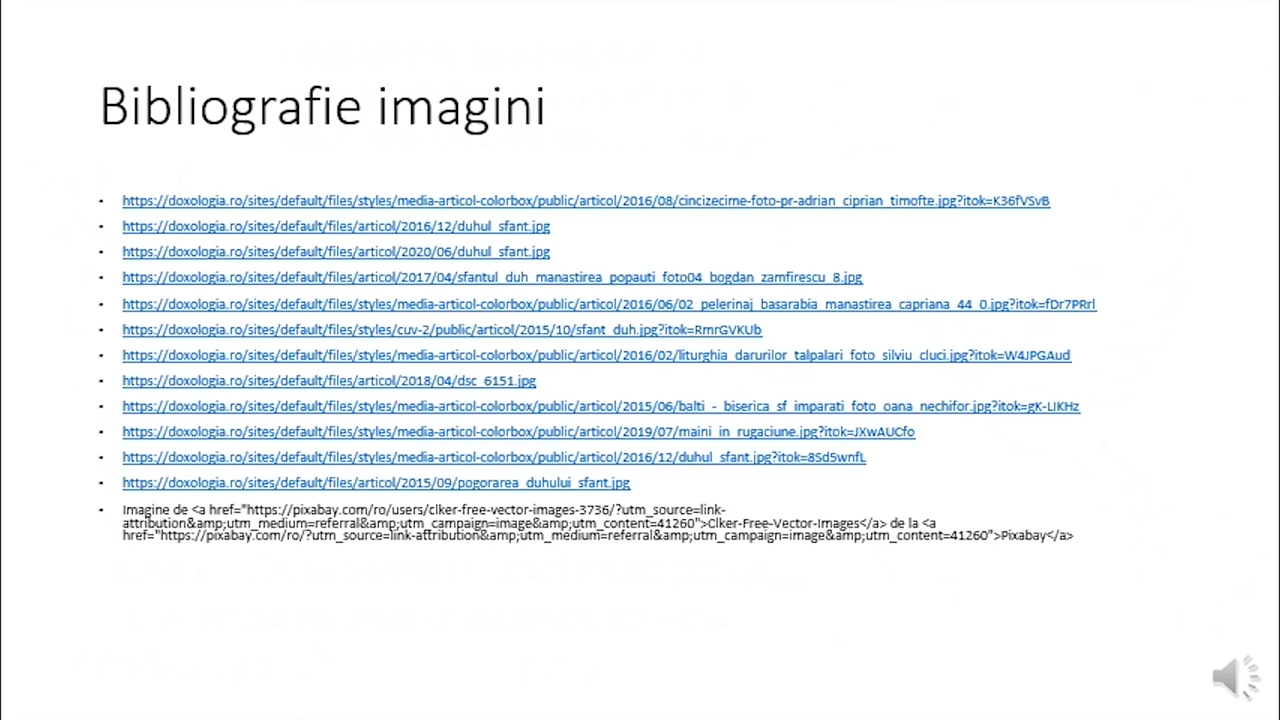 Bibliografie imagini
• https://doxologia.ro/sites/default/files/styles/media-articol-colorbox/public/articol/2016/08/cincizecime-foto-pr-adrian_ciprian_timofte.jpg?itok=K36fVSvB
• https://doxologia.ro/sites/default/files/articol/2016/12/duhul_sfant.jpg
• https://doxologia.ro/sites/default/files/articol/2020/06/duhul_sfant.jpg
• https://doxologia.ro/sites/default/files/articol/2017/04/sfantul_duh_manastirea_popauti_foto04_bogdan_zamfirescu_8.jpg
• https://doxologia.ro/sites/default/files/styles/media-articol-colorbox/public/articol/2016/06/02_pelerinaj_basarabia_manastirea_capriana_44_0.jpg?itok=fDr7PRrl
• https://doxologia.ro/sites/default/files/styles/cuv-2/public/articol/2015/10/sfant_duh.jpg?itok=RmrGVKUb
• https://doxologia.ro/sites/default/files/styles/media-articol-colorbox/public/articol/2016/02/liturghia_darurilor_talpalari_foto_silviu_cluci.jpg?itok=W4JPGAud
• https://doxologia.ro/sites/default/files/articol/2018/04/dsc_6151.jpg
• https://doxologia.ro/sites/default/files/styles/media-articol-colorbox/public/articol/2015/06/balti_-_biserica_sf_imparati_foto_oana_nechifor.jpg?itok=gK-LIKHz
• https://doxologia.ro/sites/default/files/styles/media-articol-colorbox/public/articol/2019/07/maini_in_rugaciune.jpg?itok=JXwAUCfo
• https://doxologia.ro/sites/default/files/styles/media-articol-colorbox/public/articol/2016/12/duhul_sfant.jpg?itok=8Sd5wnfL
• https://doxologia.ro/sites/default/files/articol/2015/09/pogorarea_duhului_sfant.jpg
• Imagine de <a href="https://pixabay.com/ro/users/clker-free-vector-images-3736/?utm_source=link-
attribution&amp;utm_medium=referral&amp;utm_campaign=image&amp;utm_content=41260">Clker-Free-Vector-Images</a> de la <a
href="https://pixabay.com/ro/?utm_source=link-attribution&amp;utm_medium=referral&amp;utm_campaign=image&amp;utm_content=41260">Pixabay</a>